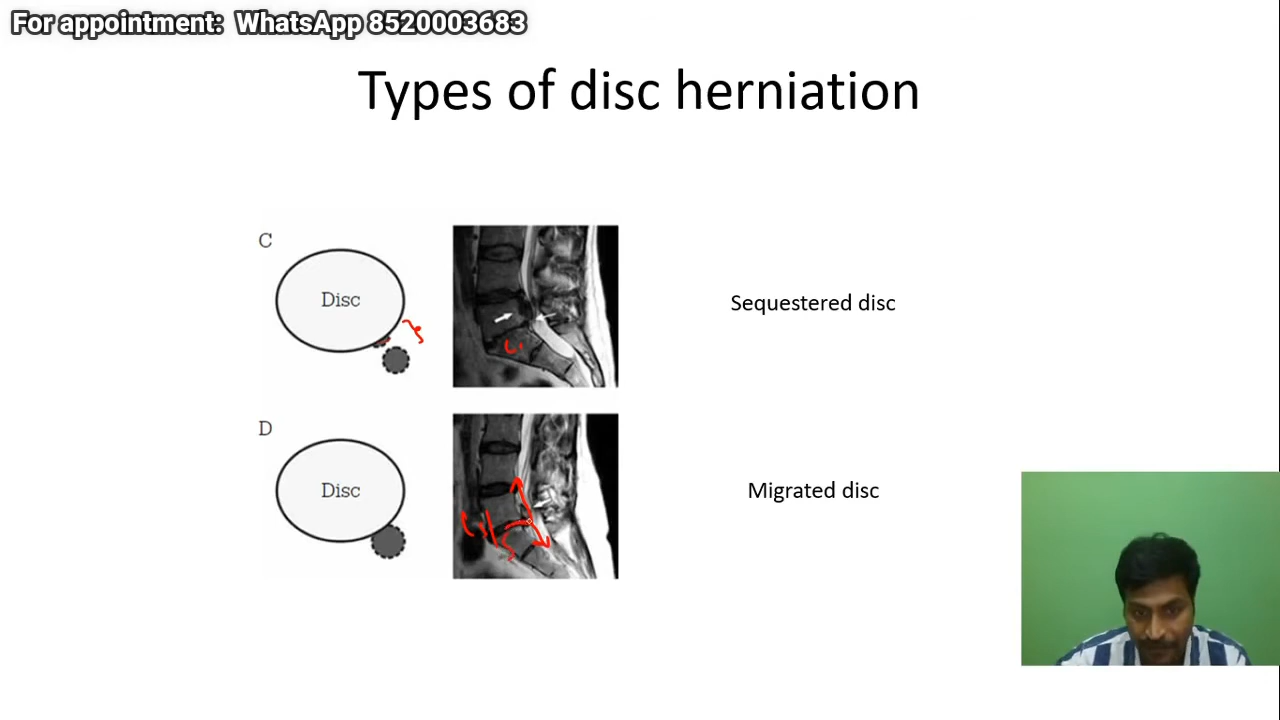 For appointment: WhatsApp 8520003683
Types of disc herniation
C
Disc
Sequestered disc
D
Disc
Migrated disc